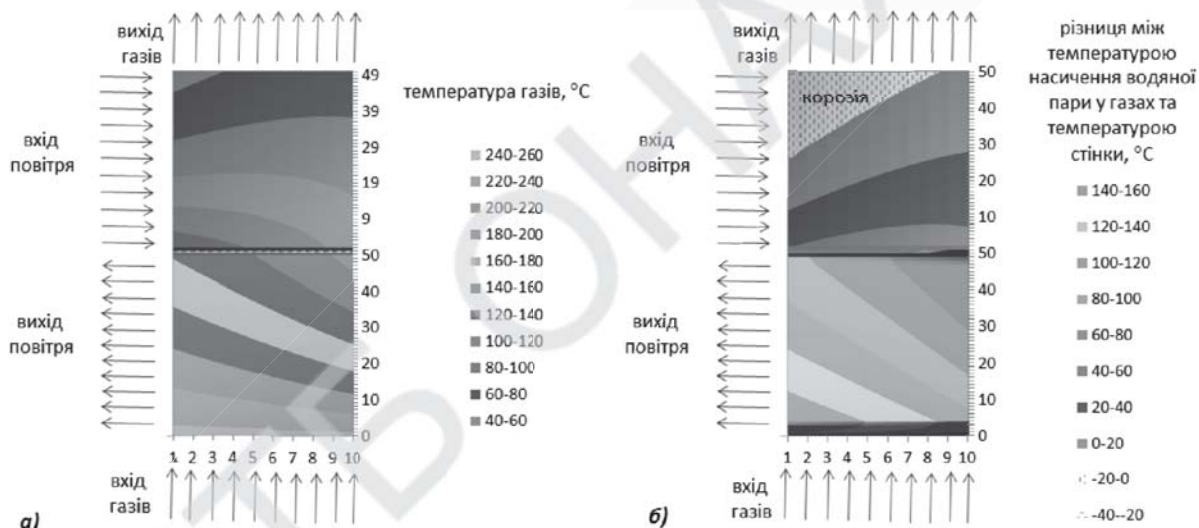 вихід
газів
49
39
29
19
9
50
40
30
20
10
0
вхід
повітря
вихід
повітря
1 2 3 4 5 6 7 8 9 10
вхід
газів
а)
температура газів, °C
240-260
220-240
200-220
180-200
160-180
140-160
120-140
100-120
80-100
60-80
40-60
вихід
газів
корозія
50
40
30
20
10
50
40
30
20
10
0
вхід
повітря
вихід
повітря
1 2 3 4 5 6 7 8 9 10
вхід
газів
б)
різниця між
температурою
насичення водяної
пари у газах та
температурою
стінки, °C
140-160
120-140
100-120
80-100
60-80
40-60
20-40
0-20
-20-0
-40--20
ТЬ ОНАХ